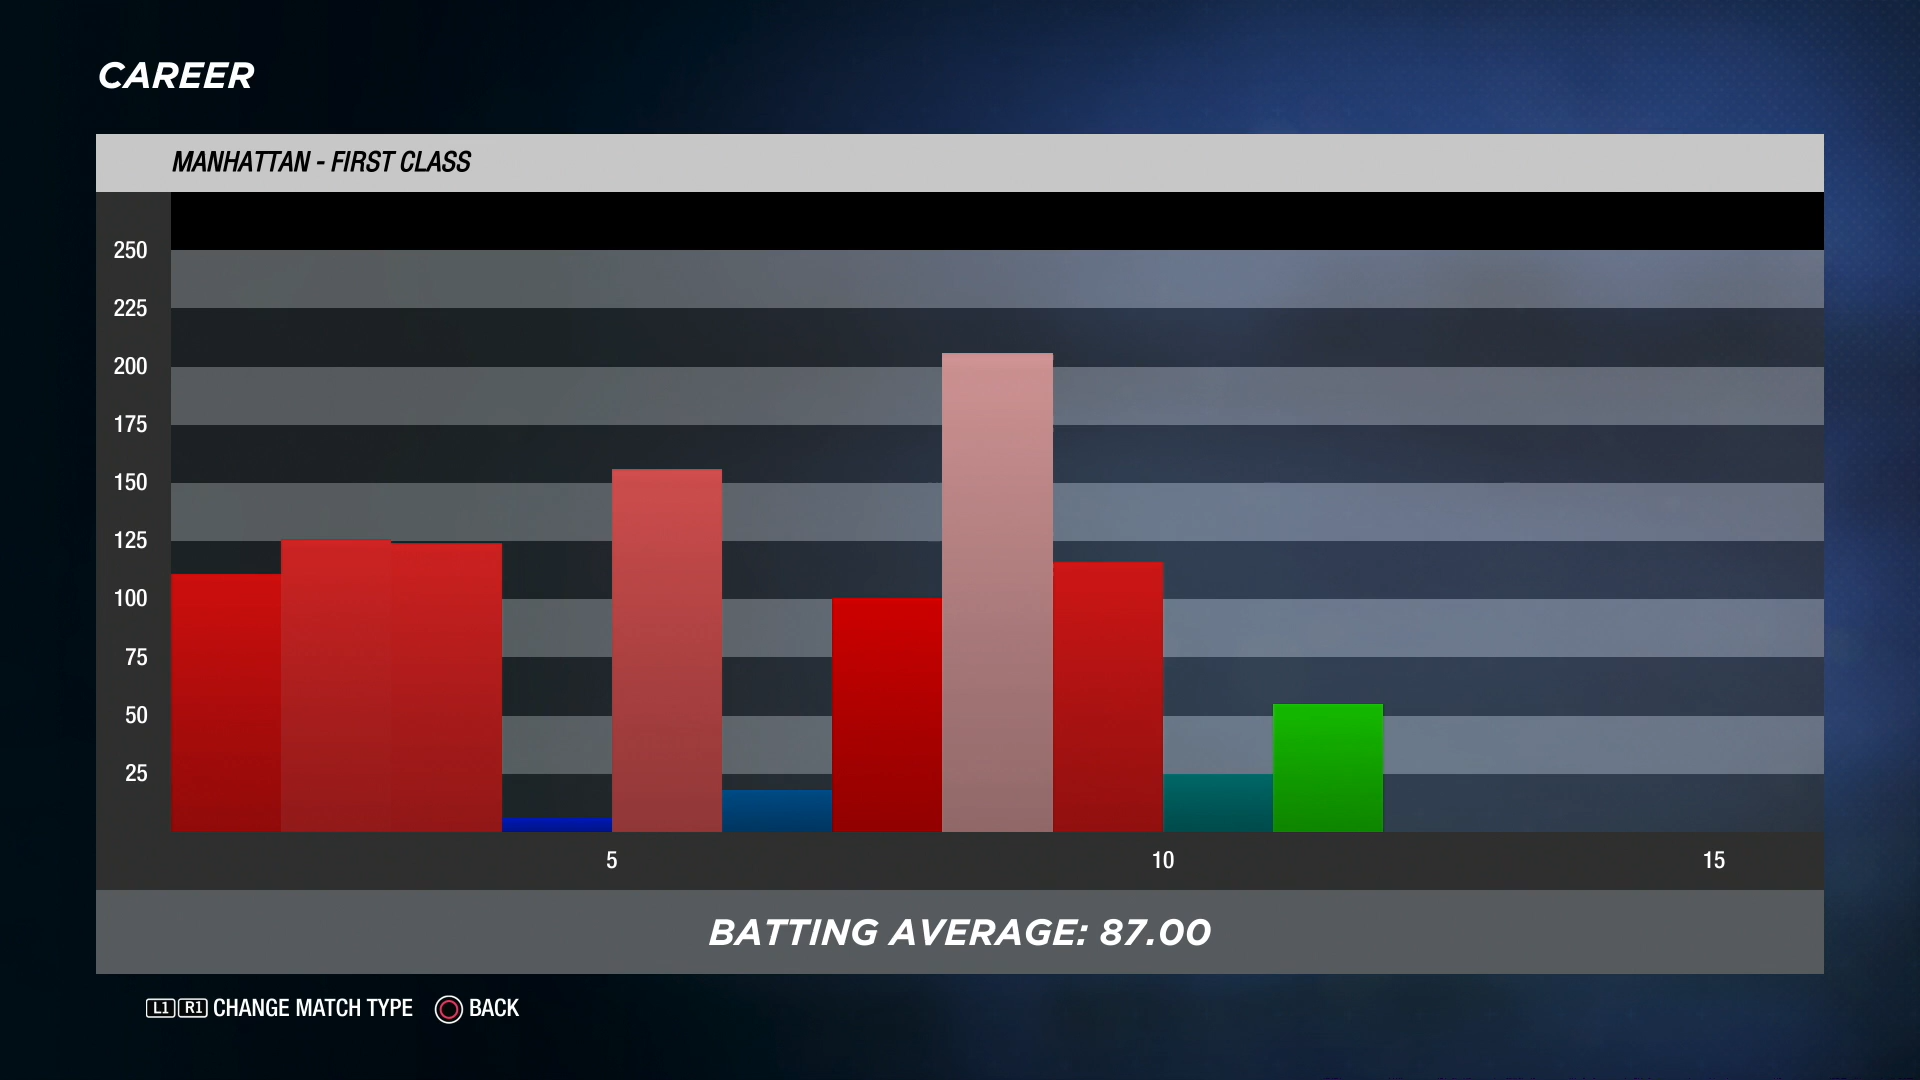 CAREER
MANHATTAN - FIRST CLASS
250
225
200
175
150
125
100
75
50
25
5 10 15
BATTING AVERAGE: 87.00
L1 R1 CHANGE MATCH TYPE BACK